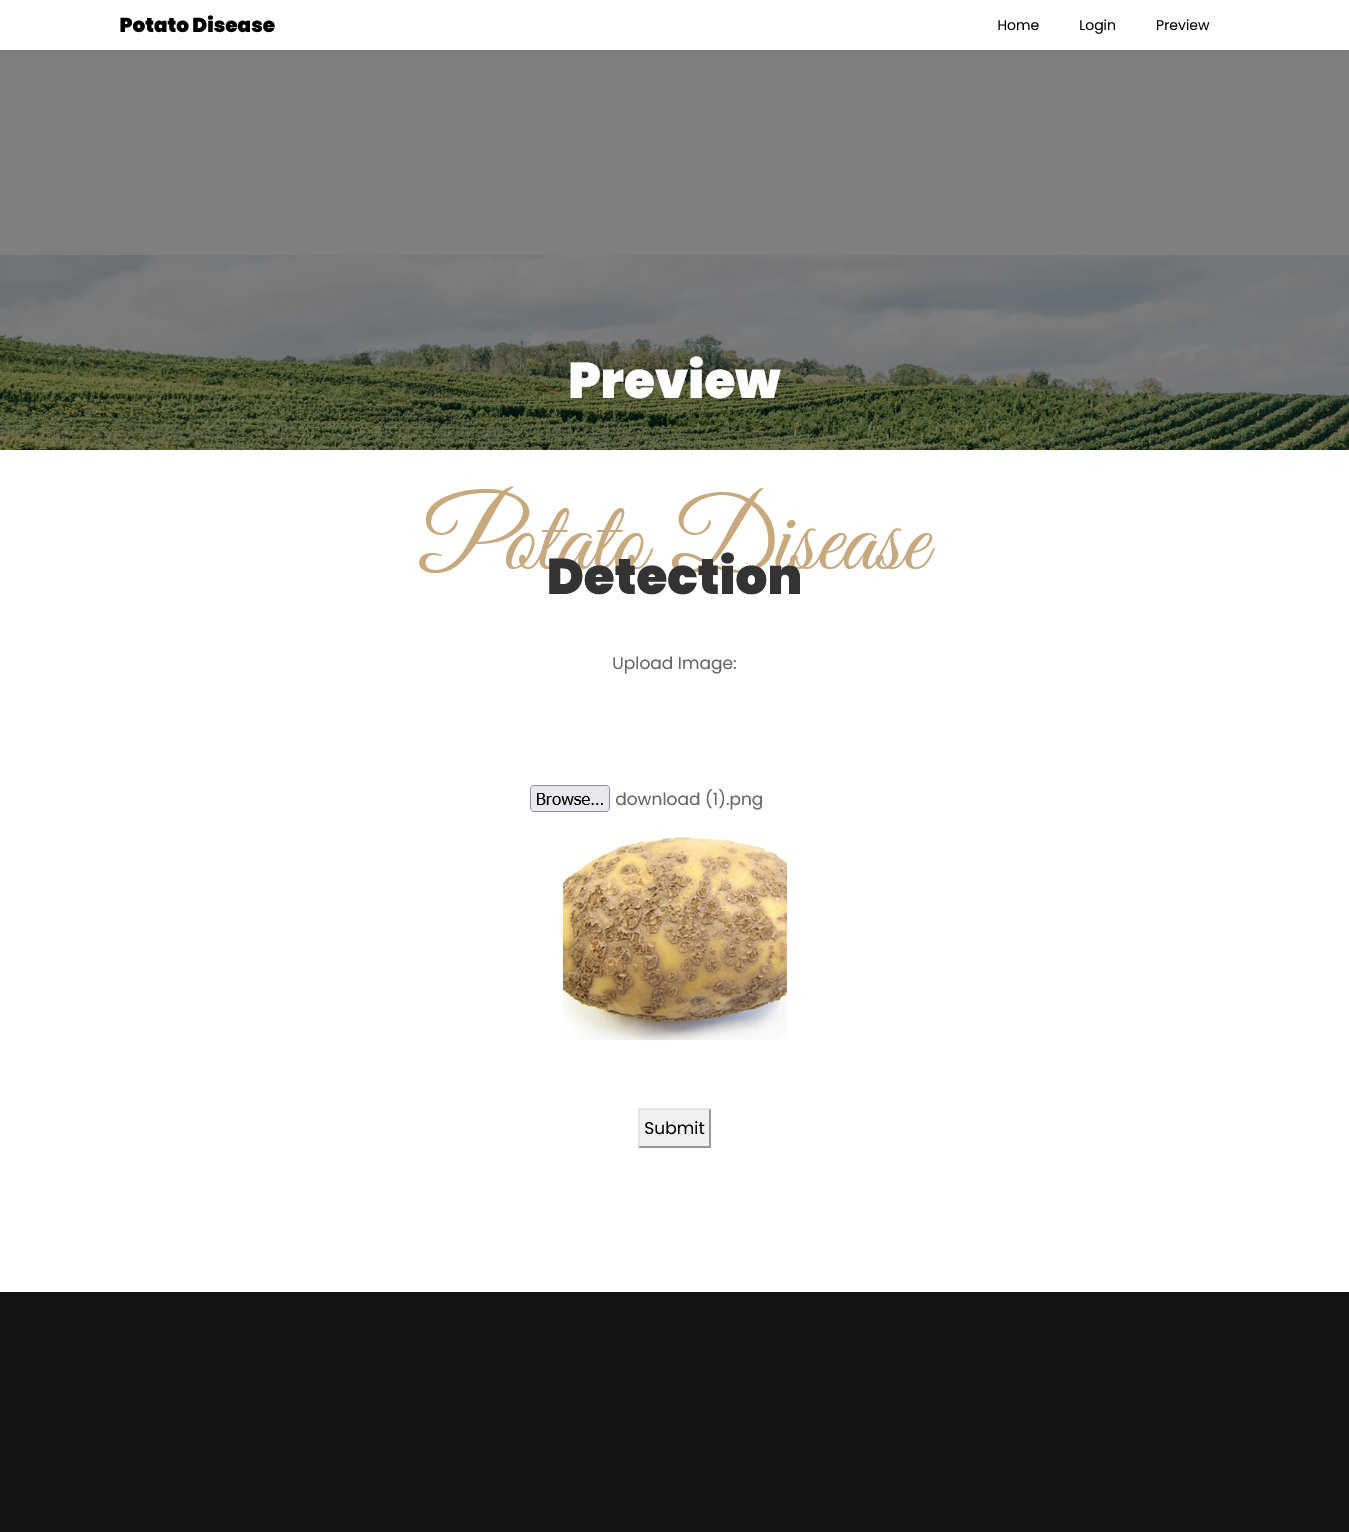 Potato Disease
Home Login Preview
Preview
Potato Disease
Detection
Upload Image:
Browse... download (1).png
Submit